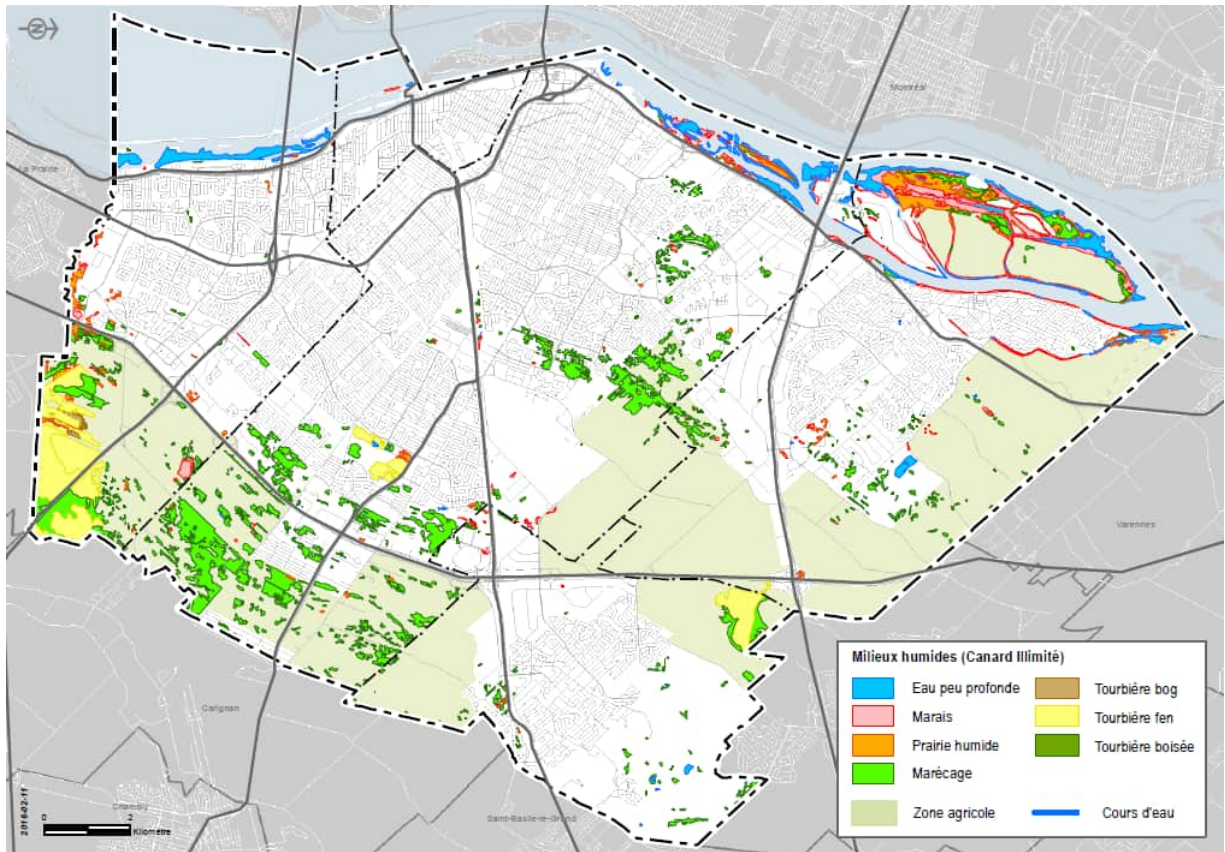 N
Montréal
La Prairie
Varennes
Carignan
Chambly
Saint-Basile-le-Grand
2016-02-11
0 2
Kilomètre
Milieux humides (Canard Illimité)
Eau peu profonde
Marais
Prairie humide
Marécage
Zone agricole
Tourbière bog
Tourbière fen
Tourbière boisée
Cours d'eau